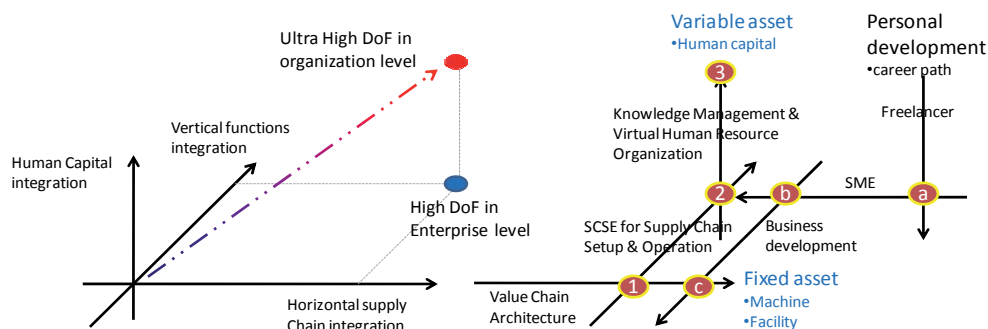 Ultra High DoF in
organization level
Vertical functions
integration
Human Capital
integration
High DoF in
Enterprise level
Horizontal supply
Chain integration
Variable asset
•Human capital
Personal
development
•career path
3
Freelancer
Knowledge Management &
Virtual Human Resource
Organization
SME
2
b
a
SCSE for Supply Chain
Setup & Operation
Business
development
1
c
Value Chain
Architecture
Fixed asset
•Machine
•Facility